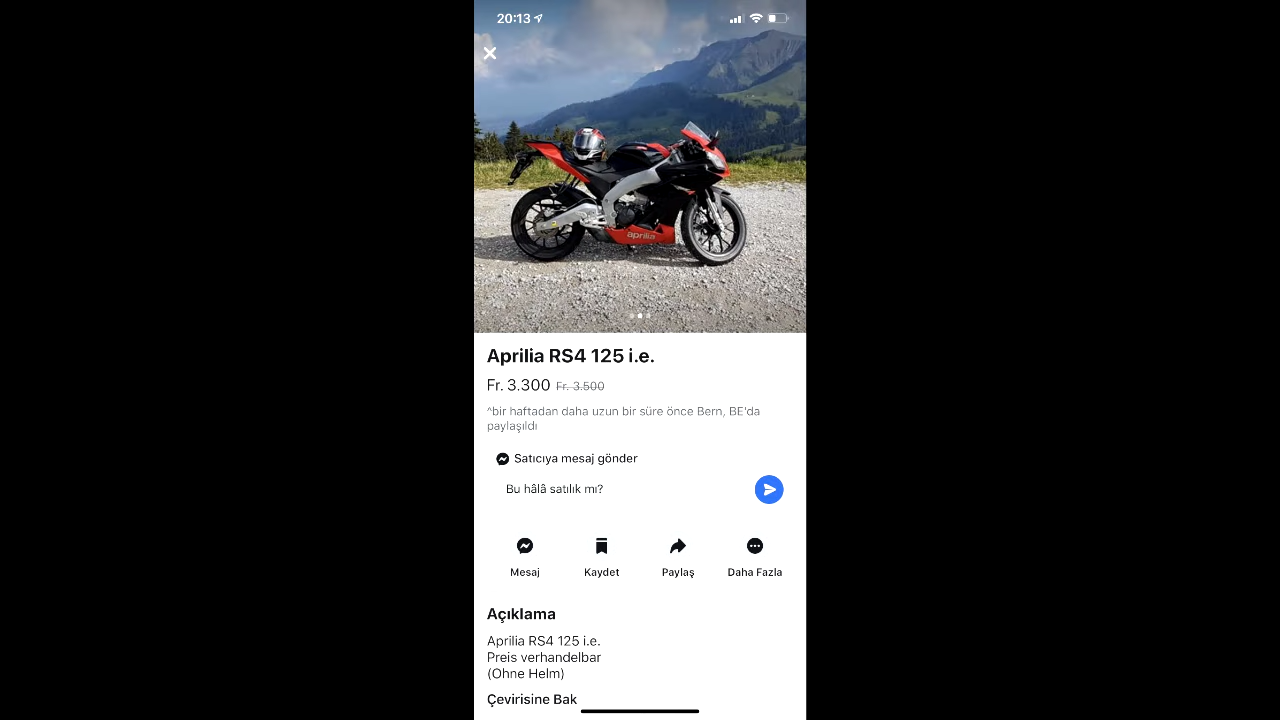 20:13
aprilia
Aprilia RS4 125 i.e.
Fr. 3.300 Fr. 3.500
^bir haftadan daha uzun bir süre önce Bern, BE'da
paylaşıldı
Satıcıya mesaj gönder
Bu hâlâ satılık mı?
Mesaj Kaydet Paylaş Daha Fazla
Açıklama
Aprilia RS4 125 i.e.
Preis verhandelbar
(Ohne Helm)
Çevirisine Bak